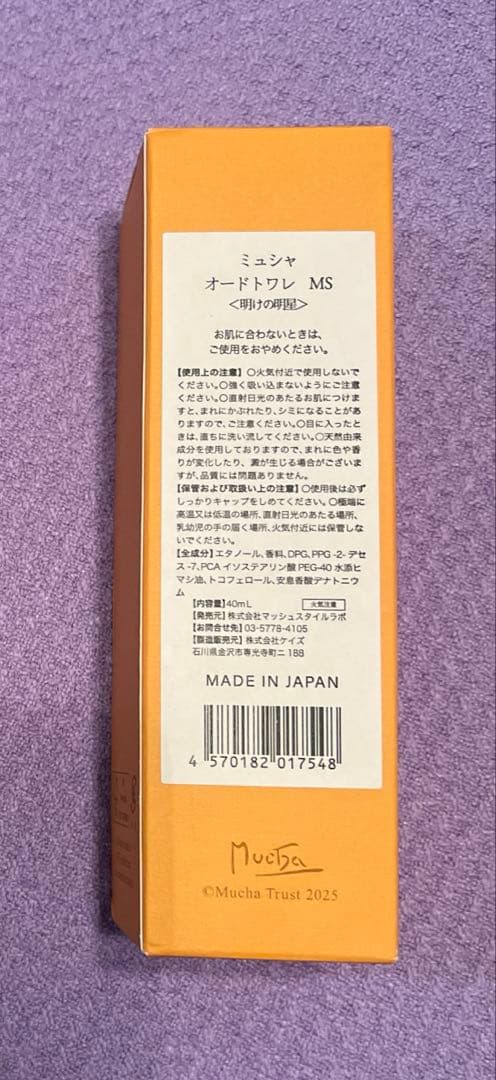 ミュシャ
オードトワレ MS
＜明けの明星＞
お肌に合わないときは、
ご使用をおやめください。
【使用上の注意】○火気付近で使用しないで
ください。○強く吸い込まないようにご注意
ください。○直射日光のあたるお肌につけま
すと、まれにかぶれたり、シミになることがあ
りますので、ご注意ください。○目に入ったと
きは、直ちに洗い流してください。○天然由来
成分を使用しておりますので、まれに色や香
りが変化したり、澱が生じる場合がございま
すが、品質には問題ありません。
【保管および取扱い上の注意】○使用後は必ず
しっかりキャップをしめてください。○極端に
高温又は低温の場所、直射日光のあたる場所、
乳幼児の手の届く場所、火気付近には保管しな
いでください。
【全成分】エタノール、香料、DPG、PPG-2-デセ
ス-7、PCAイソステアリン酸PEG-40水添ヒ
マシ油、トコフェロール、安息香酸デナトニウ
ム
【内容量】40mL 火気注意
【発売元】株式会社マッシュスタイルラボ
【お問合せ先】03-5778-4105
【製造販売元】株式会社ケイズ
石川県金沢市専光寺町ニ188
MADE IN JAPAN
4 570182 017548
Mucha
©Mucha Trust 2025